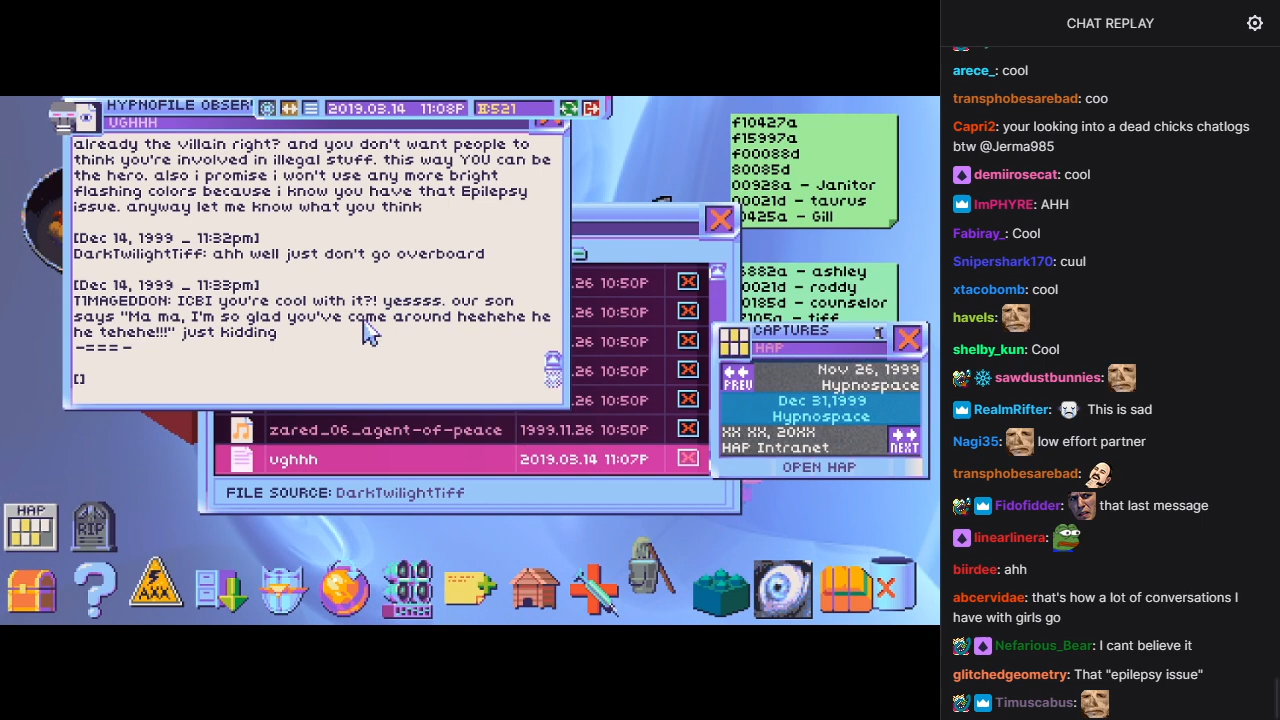 HYPNOFILE OBSER
2019.03.14 11:08P
521
UGHHH
already the villain right? and you don't want people to
think you're involved in illegal stuff. this way YOU can be
the hero. also i promise i won't use any more bright
flashing colors because i know you have that Epilepsy
issue. anyway let me know what you think
[Dec 14, 1999 _ 11:32pm]
DarkTwilightTiff: ahh well just don't go overboard
[Dec 14, 1999 _ 11:33pm]
T1MAGEDDON: ICBI you're cool with it?! yessss. our son
says "Ma ma, I'm so glad you've come around heehehe he
he tehehe!!!" just kidding
-=== -
[]
f10427a
f15997a
f00088d
80085d
00928a - Janitor
00021d - taurus
0425a - Gill
6882a - ashley
0021d - roddy
0185d - counselor
7105a - tiff
.26 10:50P
.26 10:50P
.26 10:50P
.26 10:50P
.26 10:50P
zared_06_agent-of-peace 1999.11.26 10:50P
ughhh 2019.03.14 11:07P
FILE SOURCE: DarkTwilightTiff
CAPTURES
HAP
PREV
Nov 26, 1999
Hypnospace
Dec 31,1999
Hypnospace
XX XX, 20XX
HAP Intranet
NEXT
OPEN HAP
HAP
RIP
AXX
CHAT REPLAY
arece_: cool
transphobesarebad: coo
Capri2: your looking into a dead chicks chatlogs
btw @Jerma985
demiirosecat: cool
ImPHYRE: AHH
Fabiray_: Cool
Snipershark170: cuul
xtacobomb: cool
havels:
shelby_kun: Cool
sawdustbunnies:
RealmRifter: This is sad
Nagi35: low effort partner
transphobesarebad:
Fidofidder: that last message
linearlinera:
biirdee: ahh
abcervidae: that's how a lot of conversations I
have with girls go
Nefarious_Bear: I cant believe it
glitchedgeometry: That "epilepsy issue"
Timuscabus: